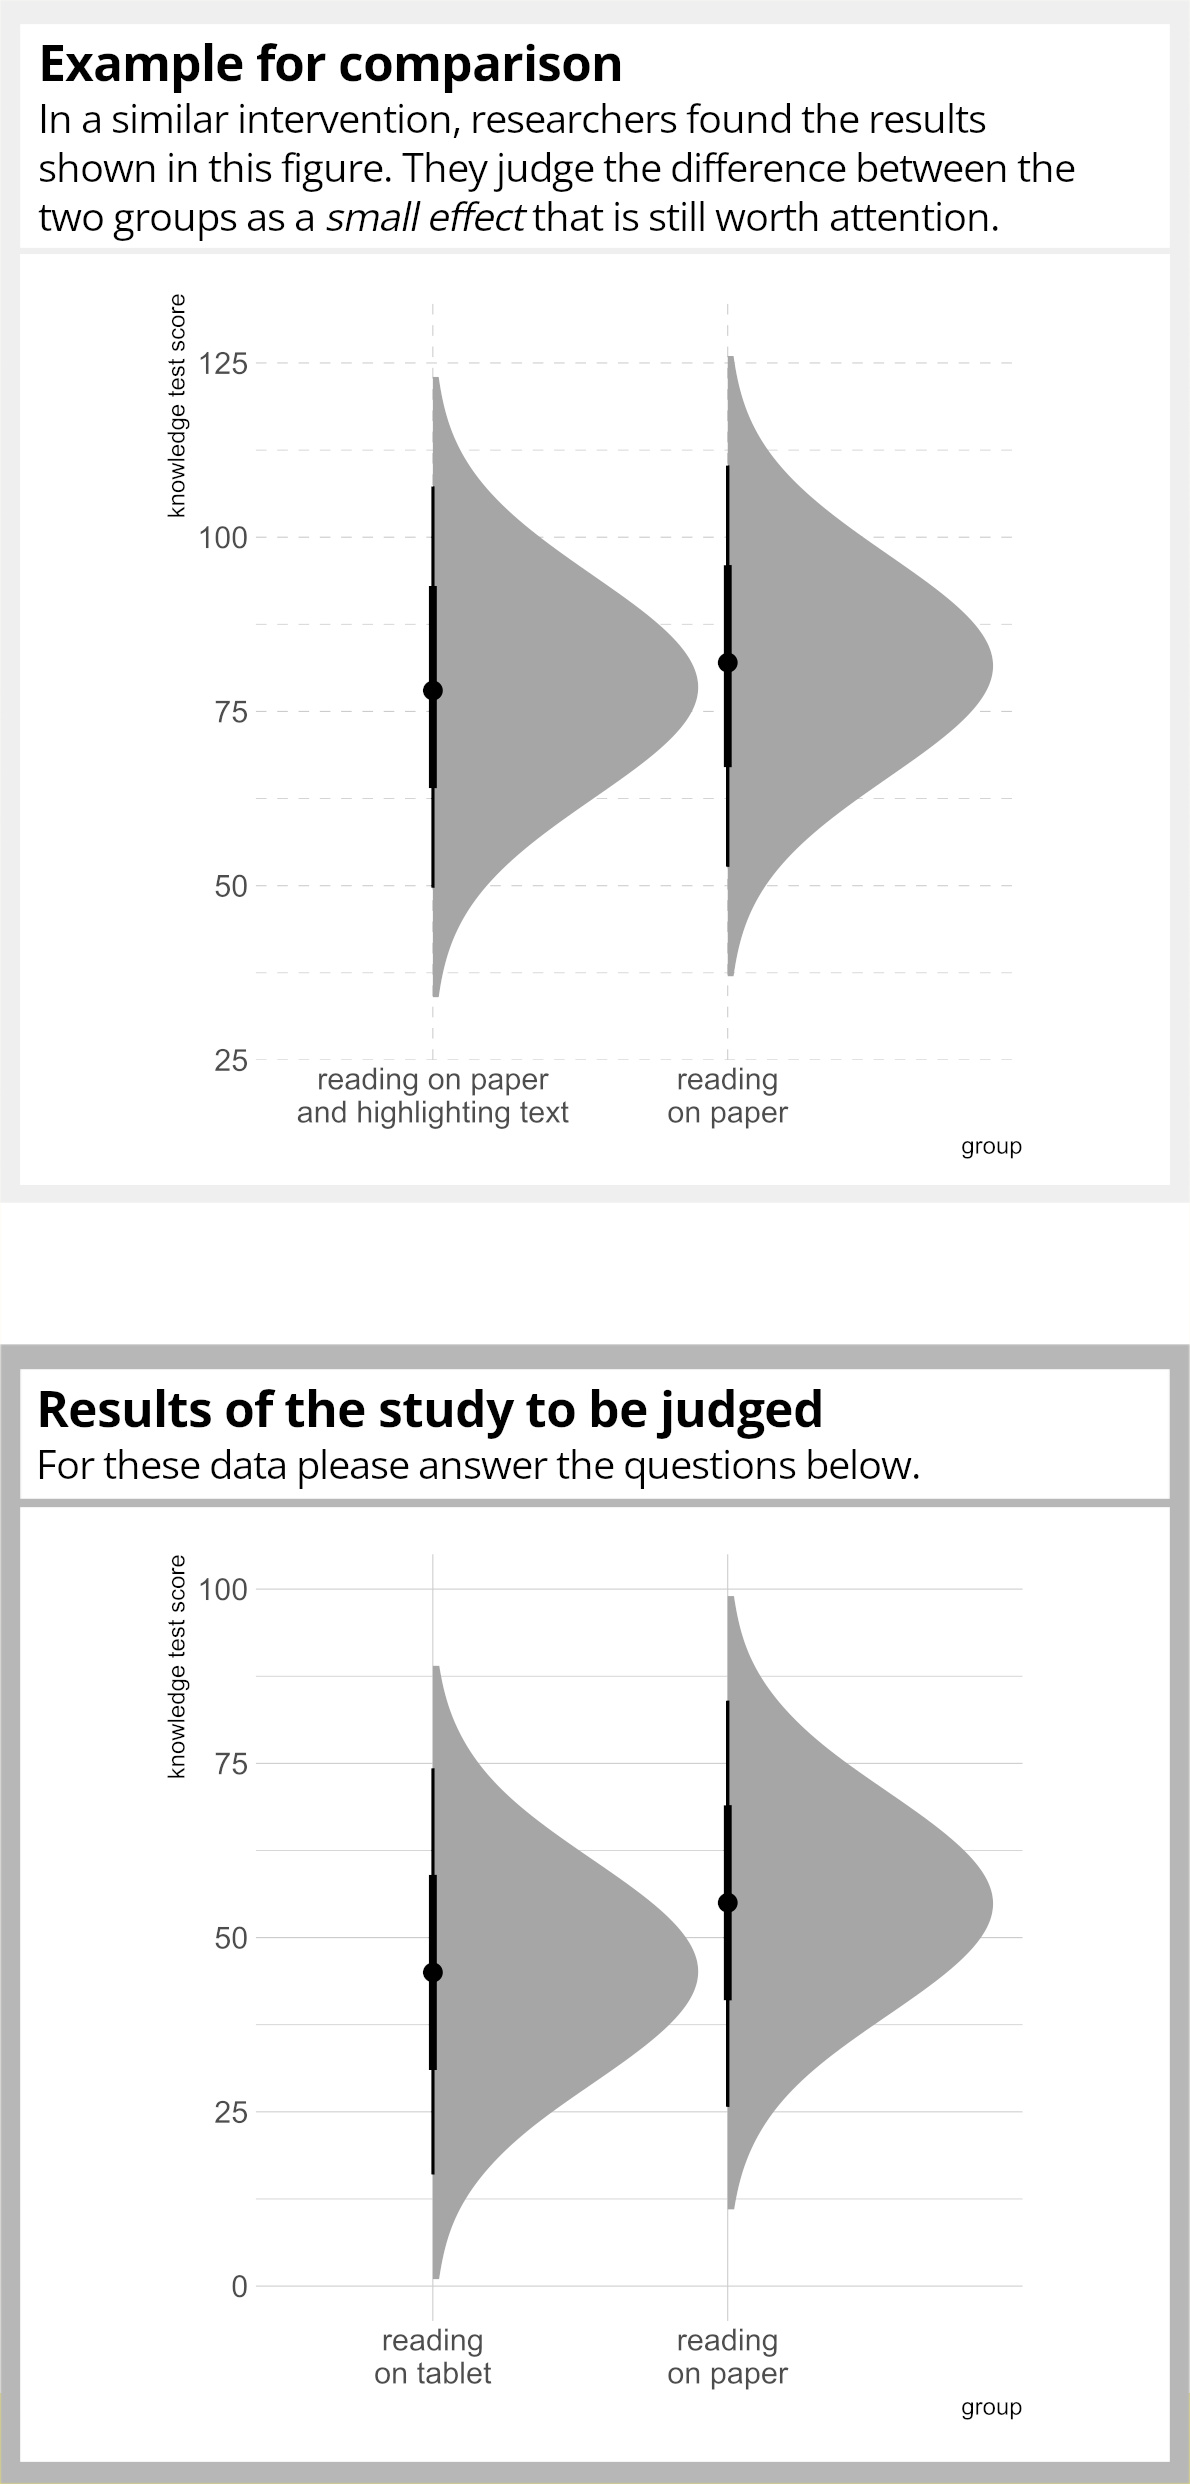 Example for comparison
In a similar intervention, researchers found the results
shown in this figure. They judge the difference between the
two groups as a small effect that is still worth attention.
knowledge test score
125
100
75
50
25
reading on paper
and highlighting text
reading
on paper
group
Results of the study to be judged
For these data please answer the questions below.
knowledge test score
100
75
50
25
0
reading
on tablet
reading
on paper
group